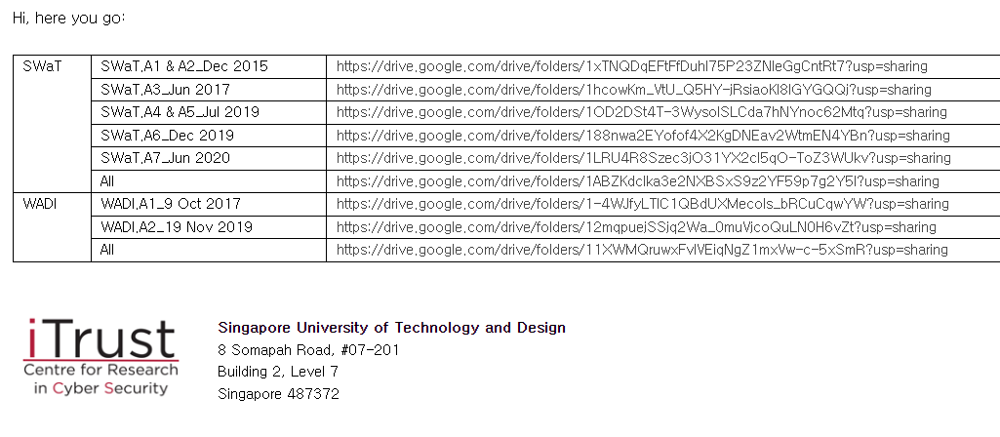 Hi, here you go:
SWaT SWaT.A1 & A2_Dec 2015 https://drive.google.com/drive/folders/1xTNQDqEFtFfDuhI75P23ZNIeGgCntRt7?usp=sharing
SWaT.A3_Jun 2017 https://drive.google.com/drive/folders/1hcowKm_VtU_Q5HY-jRsiaoKI8IGYGQQj?usp=sharing
SWaT.A4 & A5_Jul 2019 https://drive.google.com/drive/folders/1OD2DSt4T-3WysoISLCda7hNYnoc62Mtq?usp=sharing
SWaT.A6_Dec 2019 https://drive.google.com/drive/folders/188nwa2EYofof4X2KgDNEav2WtmEN4YBn?usp=sharing
SWaT.A7_Jun 2020 https://drive.google.com/drive/folders/1LRU4R8Szec3jO31YX2cI5qO-ToZ3WUkv?usp=sharing
All https://drive.google.com/drive/folders/1ABZKdclka3e2NXBSxS9z2YF59p7g2Y5I?usp=sharing
WADI WADI.A1_9 Oct 2017 https://drive.google.com/drive/folders/1-4WJfyLTIC1QBdUXMecoIs_bRCuCqwYW?usp=sharing
WADI.A2_19 Nov 2019 https://drive.google.com/drive/folders/12mqpuejSSjq2Wa_0muVjcoQuLN0H6vZt?usp=sharing
All https://drive.google.com/drive/folders/11XWMQruwxFvIVEiqNgZ1mxVw-c-5xSmR?usp=sharing
iTrust
Centre for Research
in Cyber Security
Singapore University of Technology and Design
8 Somapah Road, #07-201
Building 2, Level 7
Singapore 487372